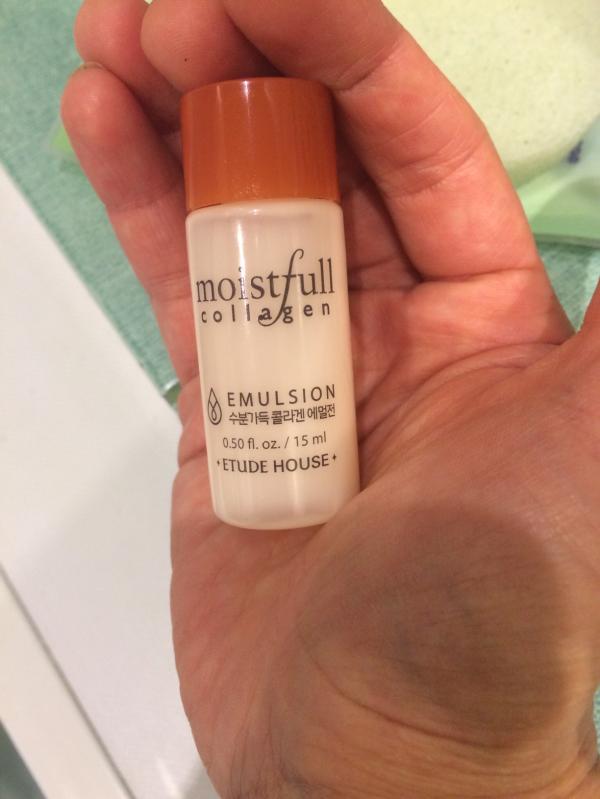 moistfull
collagen
EMULSION
수분가득 콜라겐 에멀전
0.50 fl. oz. / 15 ml
•ETUDE HOUSE•